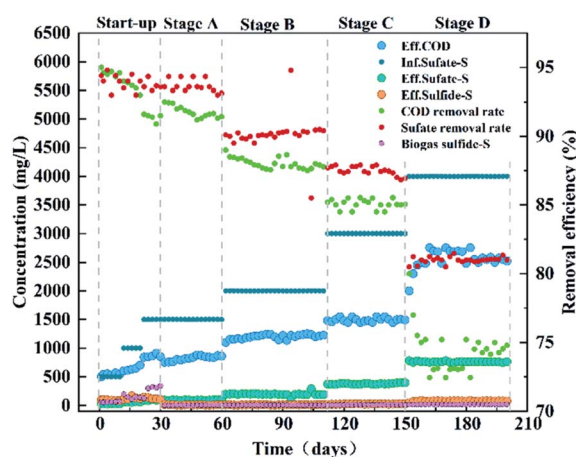 Start-up Stage A Stage B Stage C Stage D
6500
6000
5500
5000
4500
4000
3500
3000
2500
2000
1500
1000
500
0
Concentration (mg/L)
Eff.COD
Inf.Sufate-S
Eff.Sufate-S
Eff.Sulfide-S
COD removal rate
Sufate removal rate
Biogas sulfide-S
95
90
85
80
75
70
Removal efficiency (%)
0 30 60 90 120 150 180 210
Time (days)